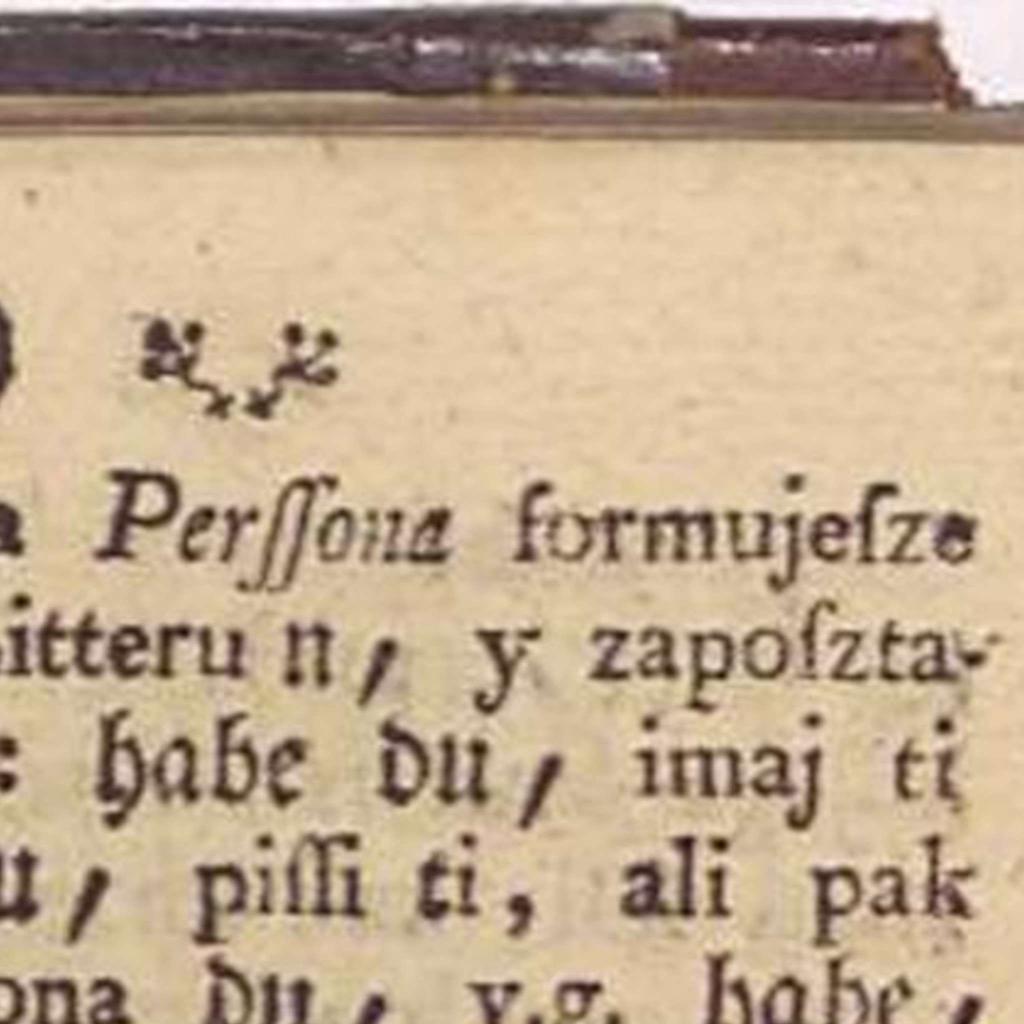 a Perſſona formujeſze
itteru n, y zapoſzta-
: habe du, imaj ti
u, piſſi ti, ali pak
ona du, v.g. habe,